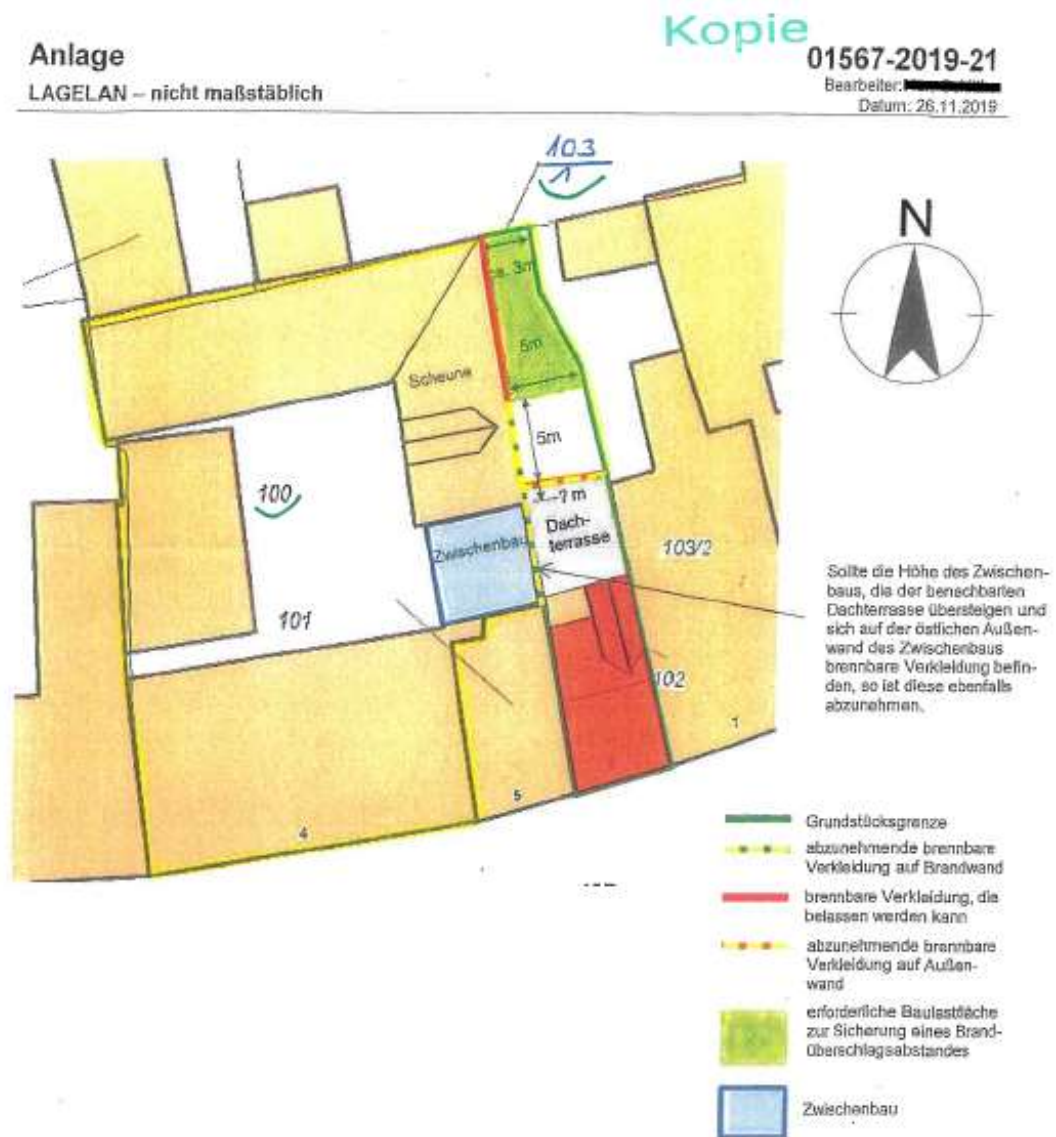 Kopie
Anlage
01567-2019-21
LAGELAN – nicht maßstäblich
Bearbeiter:
Datum: 26.11.2019
103
1
N
ca. 3m
5m
Scheune
5m
100
Dach-
terrasse
Zwischenbau
103/2
101
102
1
5
4
Sollte die Höhe des Zwischen-
baus, die der benachbarten
Dachterrasse übersteigen und
sich auf der östlichen Außen-
wand des Zwischenbaus
brennbare Verkleidung befin-
den, so ist diese ebenfalls
abzunehmen.
Grundstücksgrenze
abzunehmende brennbare
Verkleidung auf Brandwand
brennbare Verkleidung, die
belassen werden kann
abzunehmende brennbare
Verkleidung auf Außen-
wand
erforderliche Baulastfläche
zur Sicherung eines Brand-
überschlagsabstandes
Zwischenbau